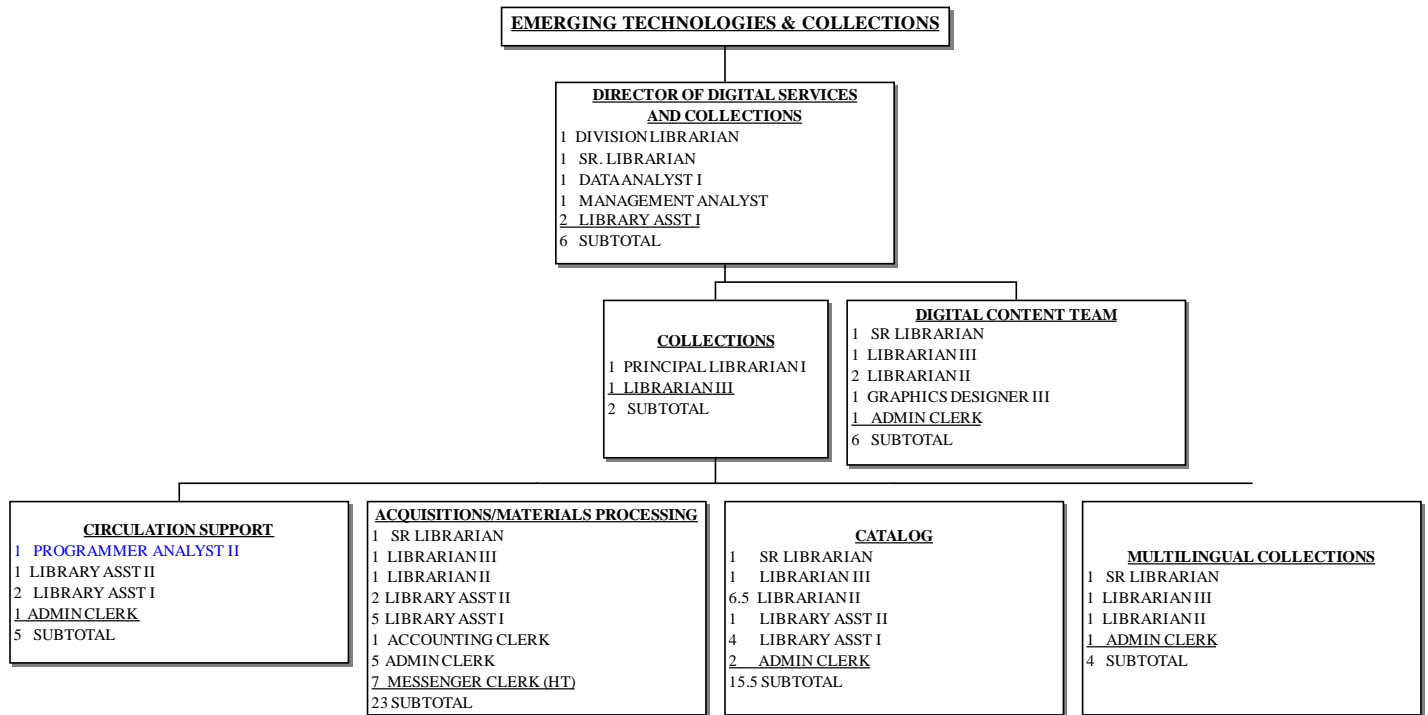 EMERGING TECHNOLOGIES & COLLECTIONS
DIRECTOR OF DIGITAL SERVICES
AND COLLECTIONS
1 DIVISION LIBRARIAN
1 SR. LIBRARIAN
1 DATA ANALYST I
1 MANAGEMENT ANALYST
2 LIBRARY ASST I
6 SUBTOTAL
COLLECTIONS
1 PRINCIPAL LIBRARIAN I
1 LIBRARIAN III
2 SUBTOTAL
DIGITAL CONTENT TEAM
1 SR LIBRARIAN
1 LIBRARIAN III
2 LIBRARIAN II
1 GRAPHICS DESIGNER III
1 ADMIN CLERK
6 SUBTOTAL
CIRCULATION SUPPORT
1 PROGRAMMER ANALYST II
1 LIBRARY ASST II
2 LIBRARY ASST I
1 ADMIN CLERK
5 SUBTOTAL
ACQUISITIONS/MATERIALS PROCESSING
1 SR LIBRARIAN
1 LIBRARIAN III
1 LIBRARIAN II
2 LIBRARY ASST II
5 LIBRARY ASST I
1 ACCOUNTING CLERK
5 ADMIN CLERK
7 MESSENGER CLERK (HT)
23 SUBTOTAL
CATALOG
1 SR LIBRARIAN
1 LIBRARIAN III
6.5 LIBRARIAN II
1 LIBRARY ASST II
4 LIBRARY ASST I
2 ADMIN CLERK
15.5 SUBTOTAL
MULTILINGUAL COLLECTIONS
1 SR LIBRARIAN
1 LIBRARIAN III
1 LIBRARIAN II
1 ADMIN CLERK
4 SUBTOTAL